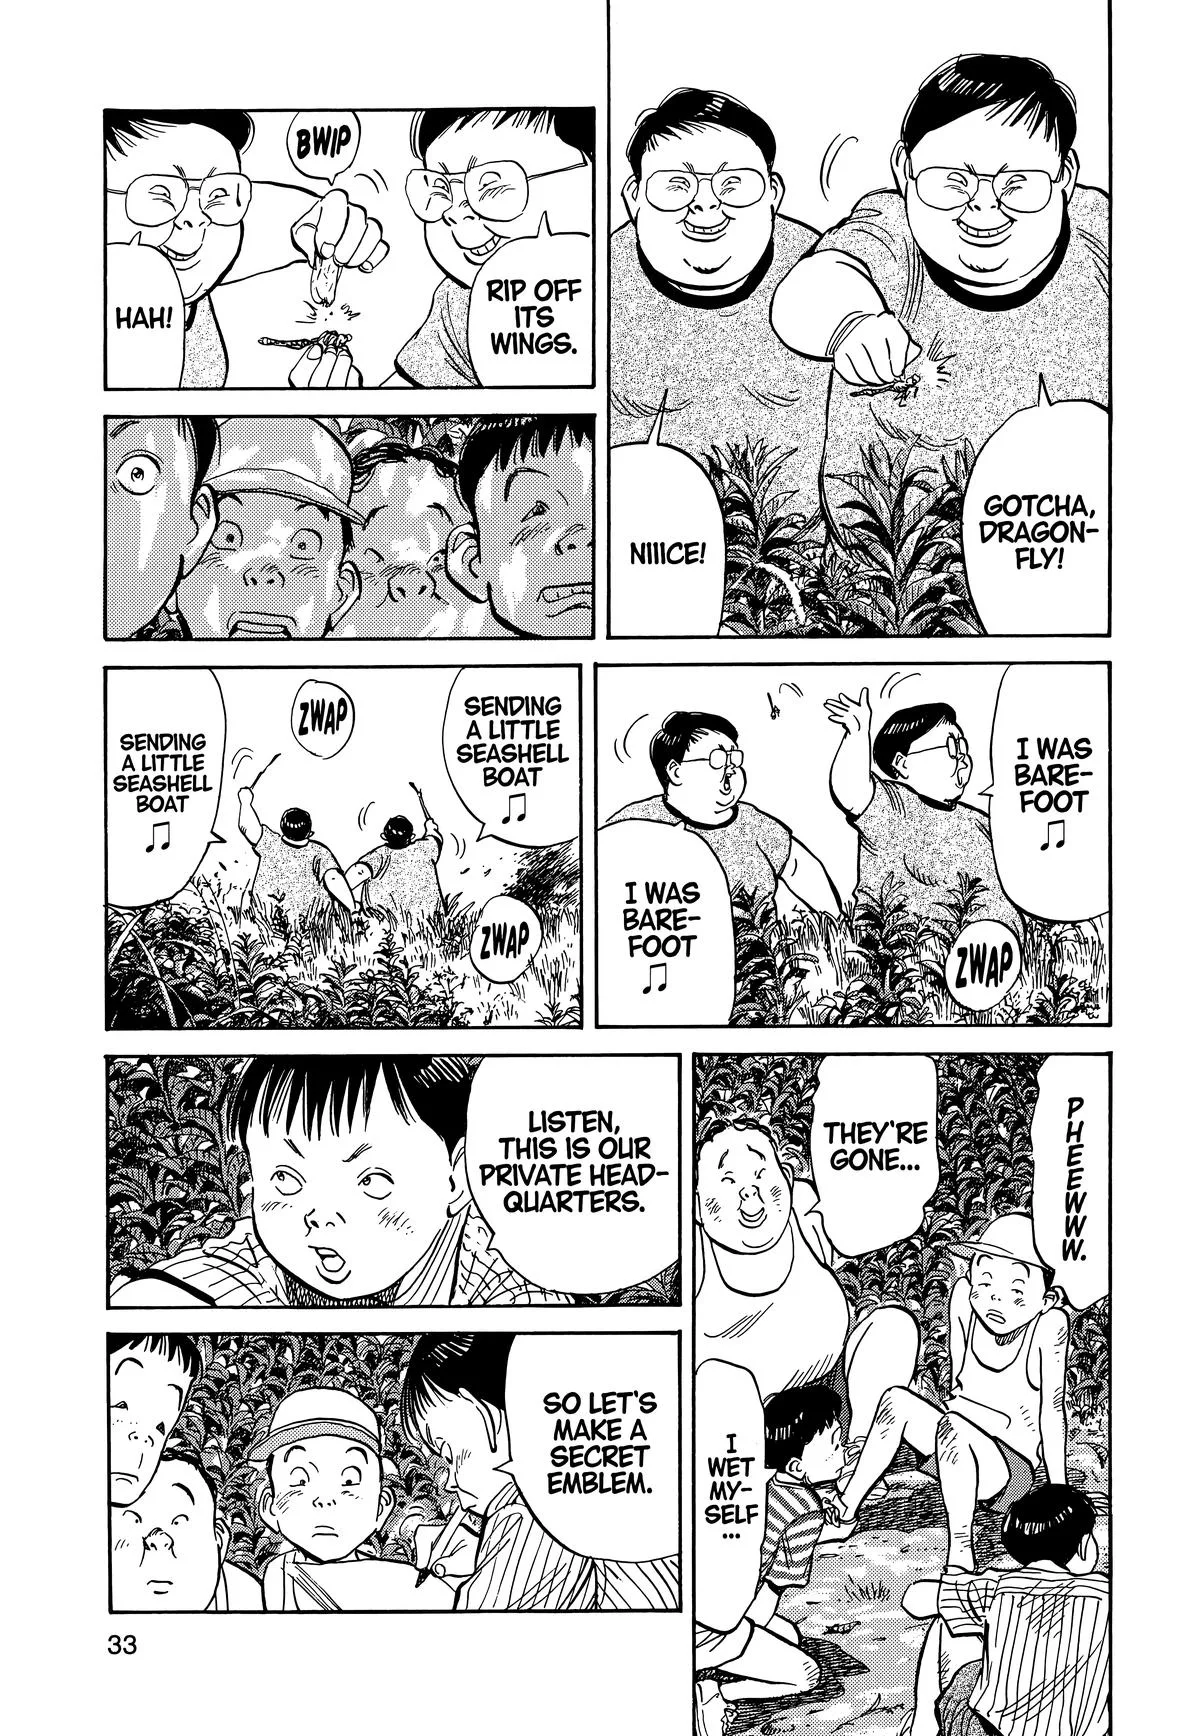 GOTCHA,
DRAGON-
FLY!
NIIICE!
BWIP
RIP OFF
ITS
WINGS.
HAH!
I WAS
BARE-
FOOT
♫
I WAS
BARE-
FOOT
♫
ZWAP
SENDING
A LITTLE
SEASHELL
BOAT
♫
ZWAP
SENDING
A LITTLE
SEASHELL
BOAT
♫
ZWAP
PHEEWWW.
THEY'RE
GONE...
I
WET
MY-
SELF
...
LISTEN,
THIS IS OUR
PRIVATE HEAD-
QUARTERS.
SO LET'S
MAKE A
SECRET
EMBLEM.
33